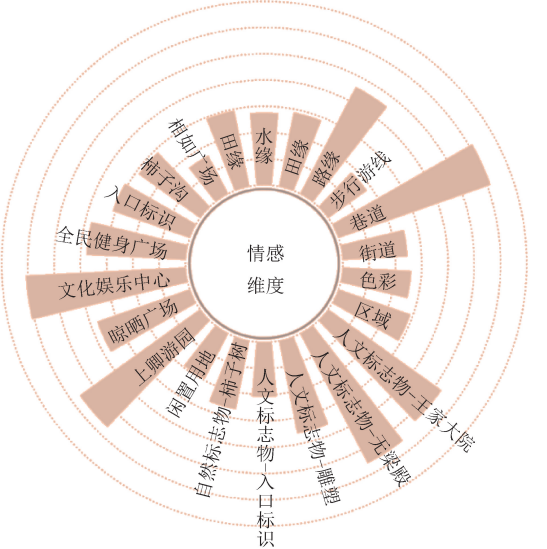 情感
维度
水缘
田缘
路缘
步行游线
巷道
街道
色彩
区域
人文标志物-王家大院
人文标志物-无梁殿
人文标志物-雕塑
人文标志物-入口标识
自然标志物-柿子树
闲置用地
上卿游园
晾晒广场
文化娱乐中心
全民健身广场
入口标识
柿子沟
相如广场
田缘